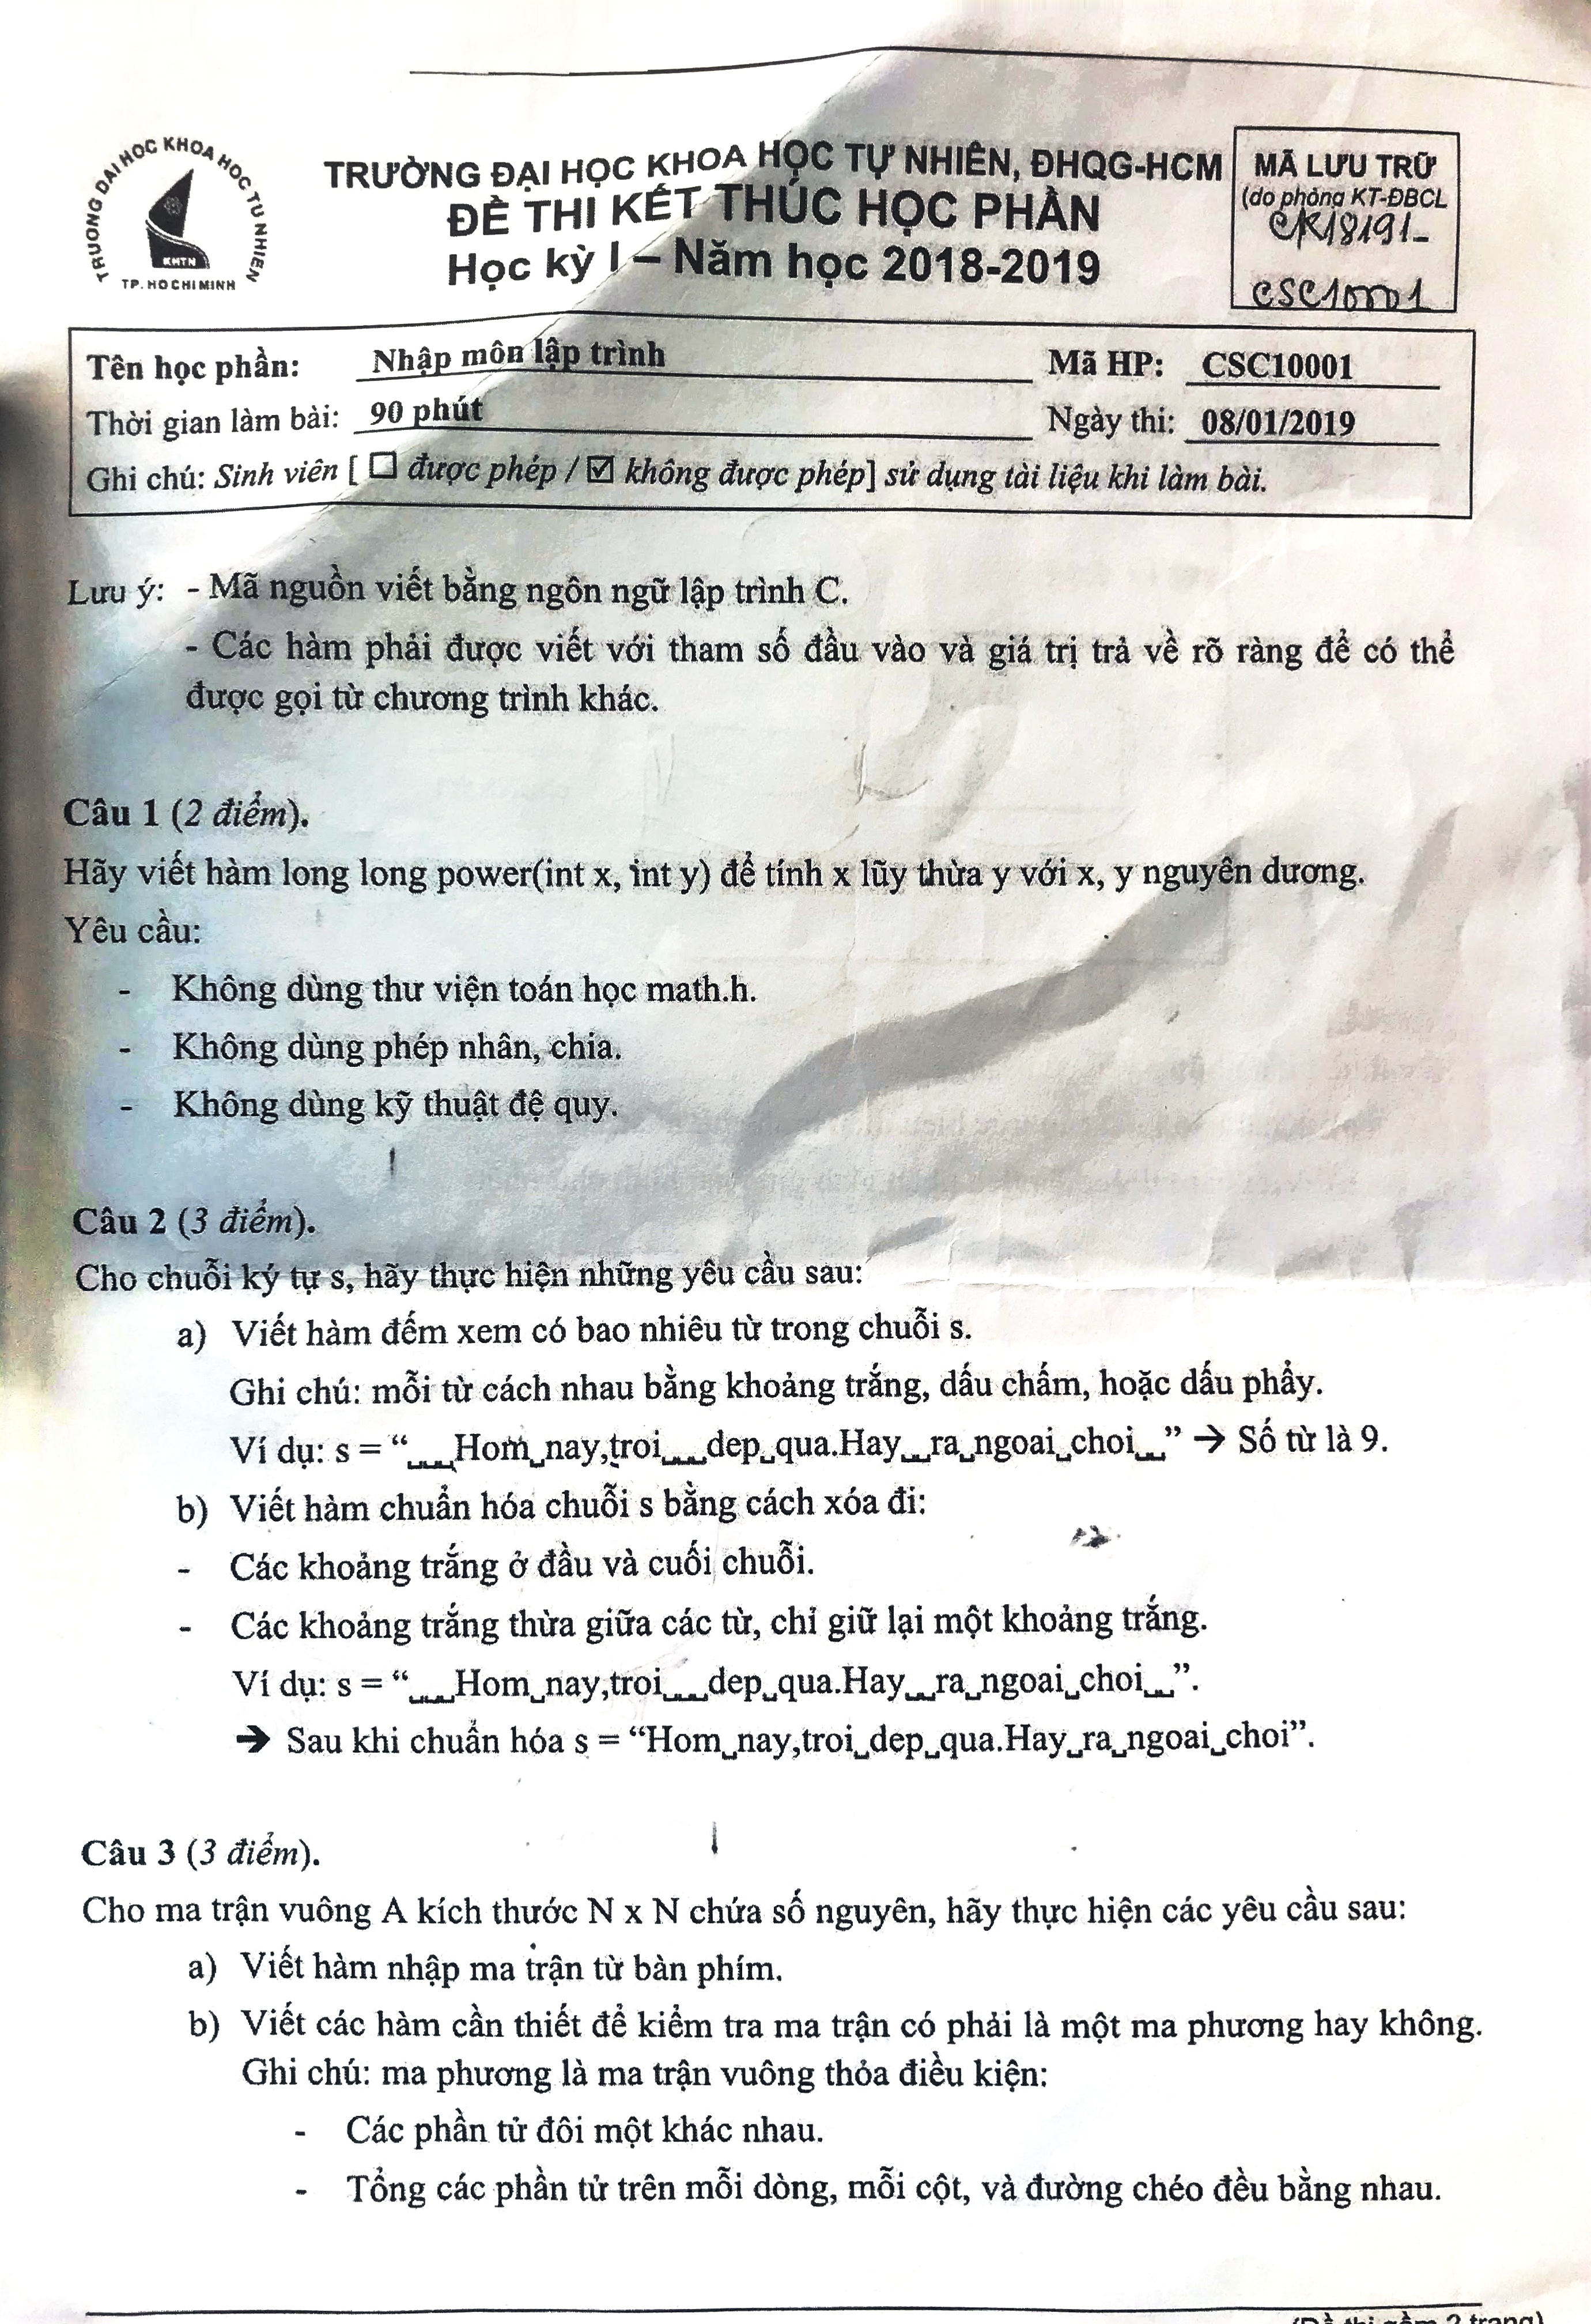 TRƯỜNG ĐẠI HỌC KHOA HỌC TỰ NHIÊN
KHTN
TP. HO CHI MINH
TRƯỜNG ĐẠI HỌC KHOA HỌC TỰ NHIÊN, ĐHQG-HCM
ĐỀ THI KẾT THÚC HỌC PHẦN
Học kỳ I – Năm học 2018-2019
MÃ LƯU TRỮ
(do phòng KT-ĐBCL
CK18191-
CSC10001
Tên học phần: Nhập môn lập trình Mã HP: CSC10001
Thời gian làm bài: 90 phút Ngày thi: 08/01/2019
Ghi chú: Sinh viên [ ☐ được phép / ☑ không được phép] sử dụng tài liệu khi làm bài.
Lưu ý: - Mã nguồn viết bằng ngôn ngữ lập trình C.
- Các hàm phải được viết với tham số đầu vào và giá trị trả về rõ ràng để có thể
được gọi từ chương trình khác.
Câu 1 (2 điểm).
Hãy viết hàm long long power(int x, int y) để tính x lũy thừa y với x, y nguyên dương.
Yêu cầu:
- Không dùng thư viện toán học math.h.
- Không dùng phép nhân, chia.
- Không dùng kỹ thuật đệ quy.
Câu 2 (3 điểm).
Cho chuỗi ký tự s, hãy thực hiện những yêu cầu sau:
a) Viết hàm đếm xem có bao nhiêu từ trong chuỗi s.
Ghi chú: mỗi từ cách nhau bằng khoảng trắng, dấu chấm, hoặc dấu phẩy.
Ví dụ: s = “␣␣␣Hom␣nay,troi␣␣␣dep␣qua.Hay␣␣ra␣ngoai␣choi␣␣” → Số từ là 9.
b) Viết hàm chuẩn hóa chuỗi s bằng cách xóa đi:
- Các khoảng trắng ở đầu và cuối chuỗi.
- Các khoảng trắng thừa giữa các từ, chỉ giữ lại một khoảng trắng.
Ví dụ: s = “␣␣␣Hom␣nay,troi␣␣␣dep␣qua.Hay␣␣ra␣ngoai␣choi␣␣”.
→ Sau khi chuẩn hóa s = “Hom␣nay,troi␣dep␣qua.Hay␣ra␣ngoai␣choi”.
Câu 3 (3 điểm).
Cho ma trận vuông A kích thước N x N chứa số nguyên, hãy thực hiện các yêu cầu sau:
a) Viết hàm nhập ma trận từ bàn phím.
b) Viết các hàm cần thiết để kiểm tra ma trận có phải là một ma phương hay không.
Ghi chú: ma phương là ma trận vuông thỏa điều kiện:
- Các phần tử đôi một khác nhau.
- Tổng các phần tử trên mỗi dòng, mỗi cột, và đường chéo đều bằng nhau.
(Đề thi gồm 2 trang)